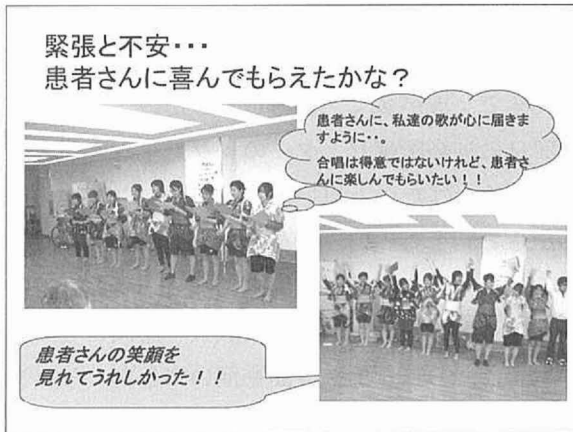 緊張と不安・・・
患者さんに喜んでもらえたかな？
患者さんに、私達の歌が心に届きま
すように・・。
合唱は得意ではないけれど、患者さ
んに楽しんでもらいたい！！
患者さんの笑顔を
見れてうれしかった！！